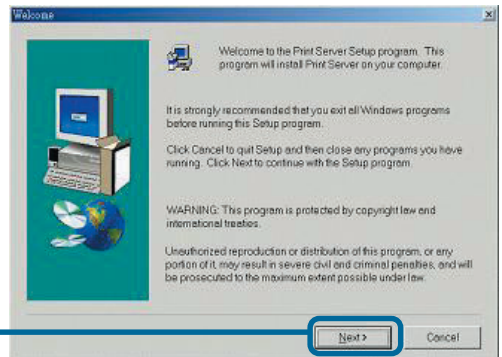 Welcome
Welcome to the Print Server Setup program. This
program will install Print Server on your computer.
It is strongly recommended that you exit all Windows programs
before running this Setup program.
Click Cancel to quit Setup and then close any programs you have
running. Click Next to continue with the Setup program.
WARNING: This program is protected by copyright law and
international treaties.
Unauthorized reproduction or distribution of this program, or any
portion of it, may result in severe civil and criminal penalties, and will
be prosecuted to the maximum extent possible under law.
Next >
Cancel